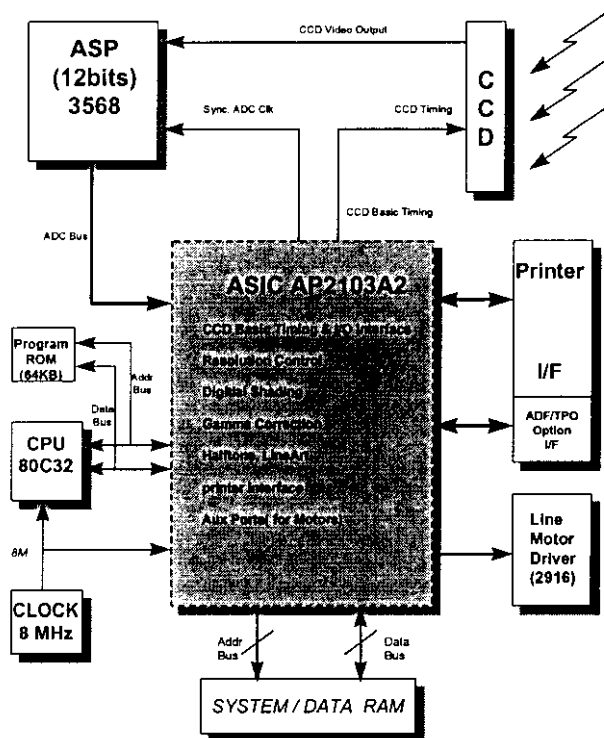 ASP
(12bits)
3568
CCD Video Output
C
C
D
Sync. ADC Clk
CCD Timing
CCD Basic Timing
ADC Bus
ASIC AP2103A2
CCD Basic Timing & I/O Interface
Resolution Control
Digital Shading
Gamma Correction
Halftone, LineArt
printer Interface
Aux Portal for Motors
Printer
I/F
ADF/TPO
Option
I/F
Program
ROM
(64KB)
Addr
Bus
Data
Bus
CPU
80C32
8M
CLOCK
8 MHz
Line
Motor
Driver
(2916)
Addr
Bus
Data
Bus
SYSTEM / DATA RAM